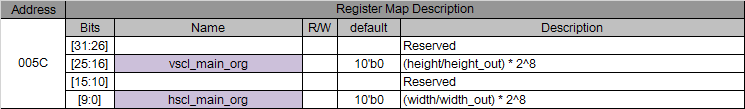 Address Register Map Description
Bits Name R/W default Description
005C
[31:26] Reserved
[25:16] vscl_main_org 10'b0 (height/height_out) * 2^8
[15:10] Reserved
[9:0] hscl_main_org 10'b0 (width/width_out) * 2^8